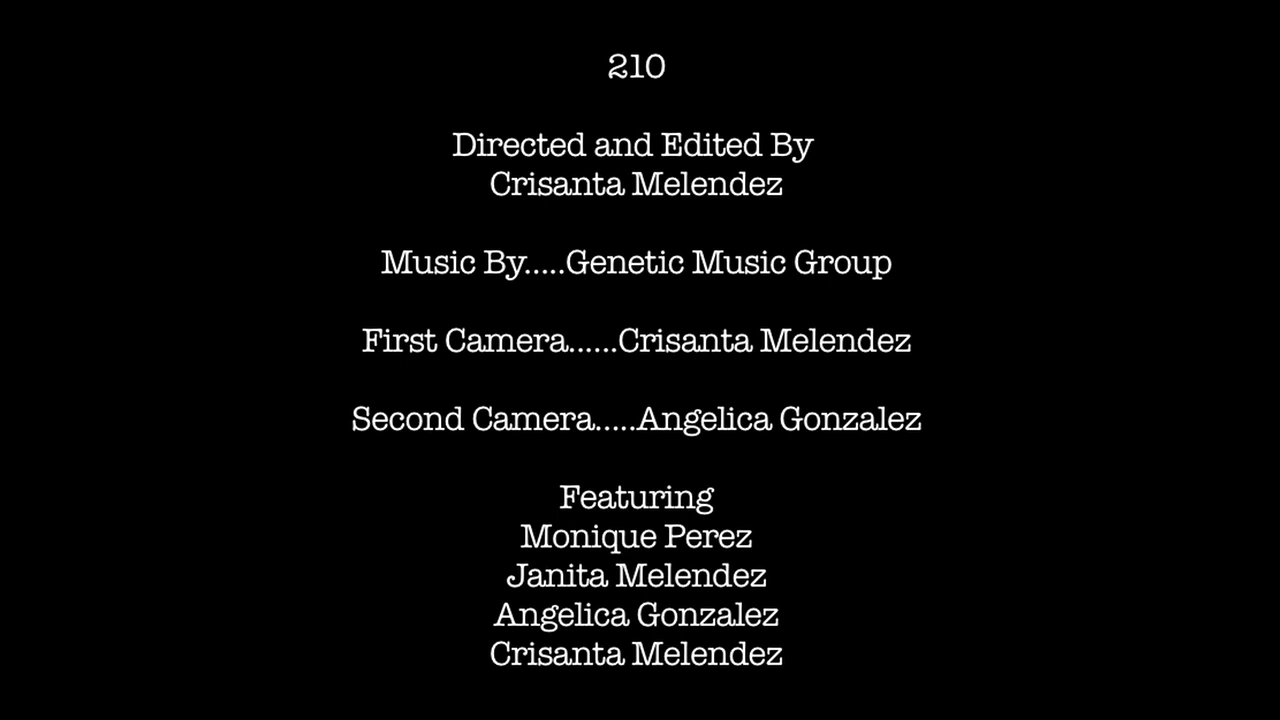 210
Directed and Edited By
Crisanta Melendez
Music By.....Genetic Music Group
First Camera......Crisanta Melendez
Second Camera.....Angelica Gonzalez
Featuring
Monique Perez
Janita Melendez
Angelica Gonzalez
Crisanta Melendez